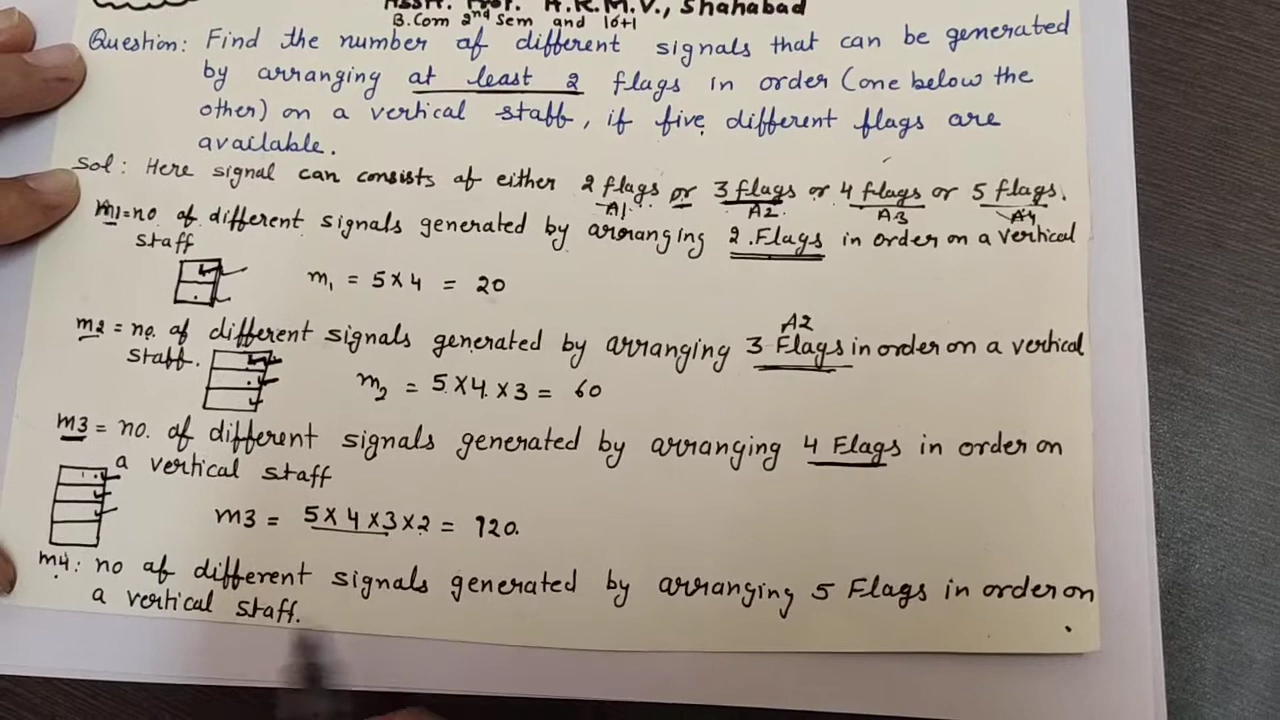 Asstt. Prof. A.R.M.V., Shahabad
B.Com 2nd Sem and 10+1
Question: Find the number of different signals that can be generated
by arranging at least 2 flags in order (one below the
other) on a vertical staff, if five different flags are
available.
Sol: Here signal can consists of either 2 flags or 3 flags or 4 flags or 5 flags.
A1 A2 A3 A4
m1=no of different signals generated by arranging 2 Flags in order on a vertical
staff
m1 = 5×4 = 20
A2
m2 = no. of different signals generated by arranging 3 Flags in order on a vertical
staff.
m2 = 5×4×3 = 60
m3 = no. of different signals generated by arranging 4 Flags in order on
a vertical staff
m3 = 5×4×3×2 = 120.
m4: no of different signals generated by arranging 5 Flags in order on
a vertical staff.